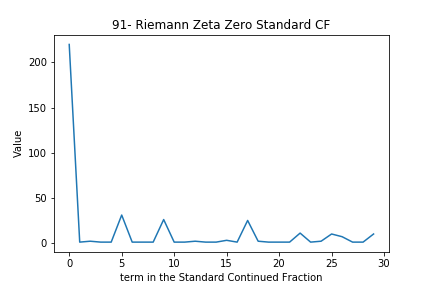 91- Riemann Zeta Zero Standard CF
Value
200
150
100
50
0
0 5 10 15 20 25 30
term in the Standard Continued Fraction